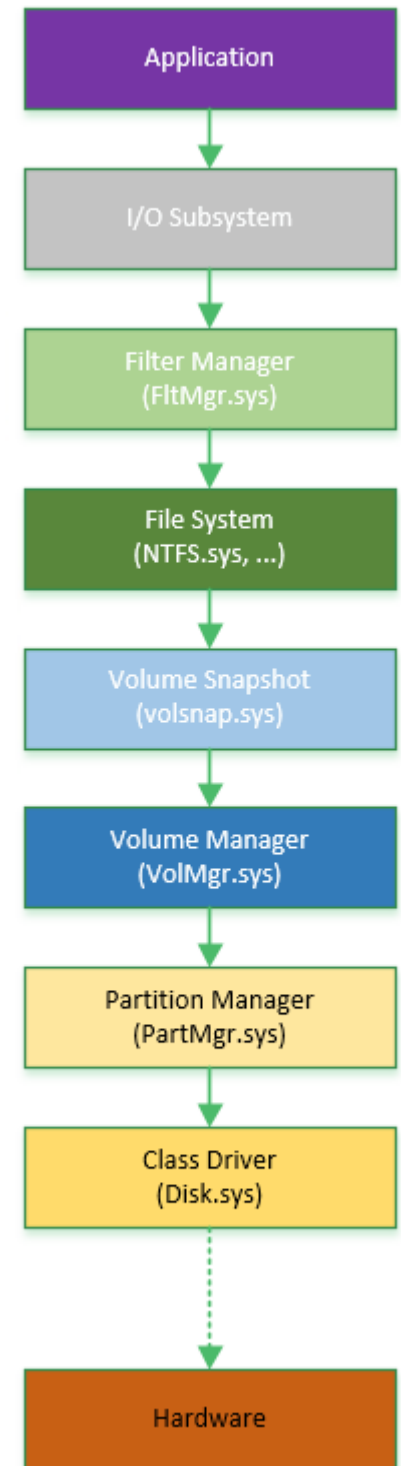 Application
I/O Subsystem
Filter Manager
(FltMgr.sys)
File System
(NTFS.sys, ...)
Volume Snapshot
(volsnap.sys)
Volume Manager
(VolMgr.sys)
Partition Manager
(PartMgr.sys)
Class Driver
(Disk.sys)
Hardware